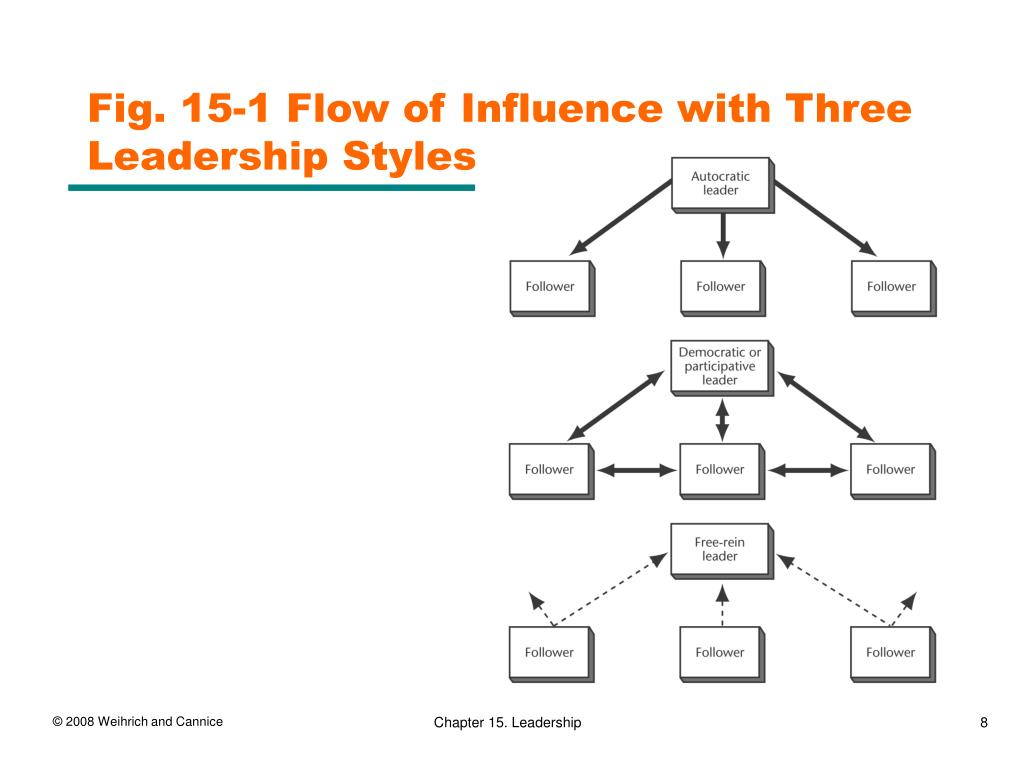 Fig. 15-1 Flow of Influence with Three
Leadership Styles
Autocratic
leader
Follower
Follower
Follower
Democratic or
participative
leader
Follower
Follower
Follower
Free-rein
leader
Follower
Follower
Follower
© 2008 Weihrich and Cannice
Chapter 15. Leadership
8